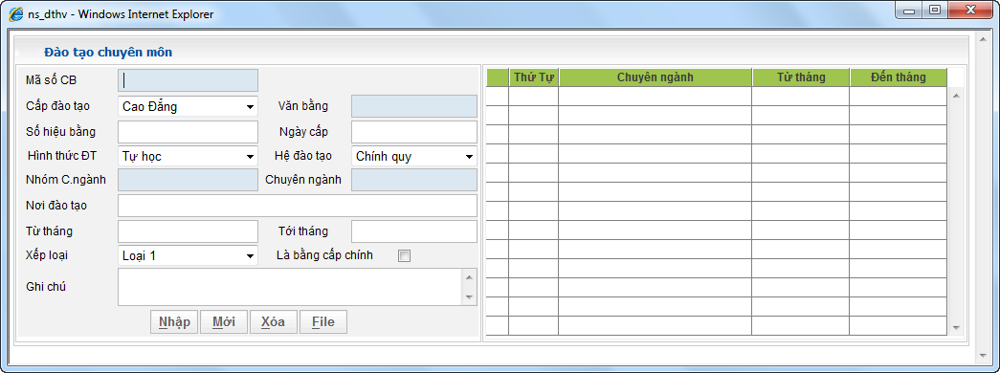 ns_dthv - Windows Internet Explorer
Đào tạo chuyên môn
Mã số CB
Cấp đào tạo Cao Đẳng Văn bằng
Số hiệu bằng Ngày cấp
Hình thức ĐT Tự học Hệ đào tạo Chính quy
Nhóm C.ngành Chuyên ngành
Nơi đào tạo
Từ tháng Tới tháng
Xếp loại Loại 1 Là bằng cấp chính
Ghi chú
Nhập Mới Xóa File
Thứ Tự Chuyên ngành Từ tháng Đến tháng